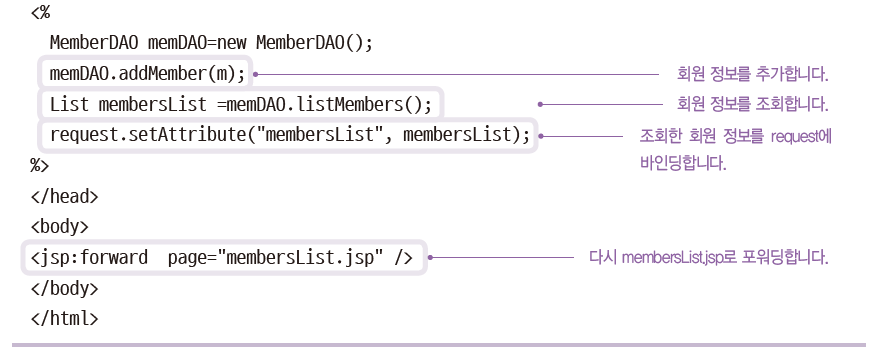 <%
MemberDAO memDAO=new MemberDAO();
memDAO.addMember(m); 회원 정보를 추가합니다.
List membersList =memDAO.listMembers(); 회원 정보를 조회합니다.
request.setAttribute("membersList", membersList); 조회한 회원 정보를 request에
바인딩합니다.
%>
</head>
<body>
<jsp:forward  page="membersList.jsp" /> 다시 membersList.jsp로 포워딩합니다.
</body>
</html>